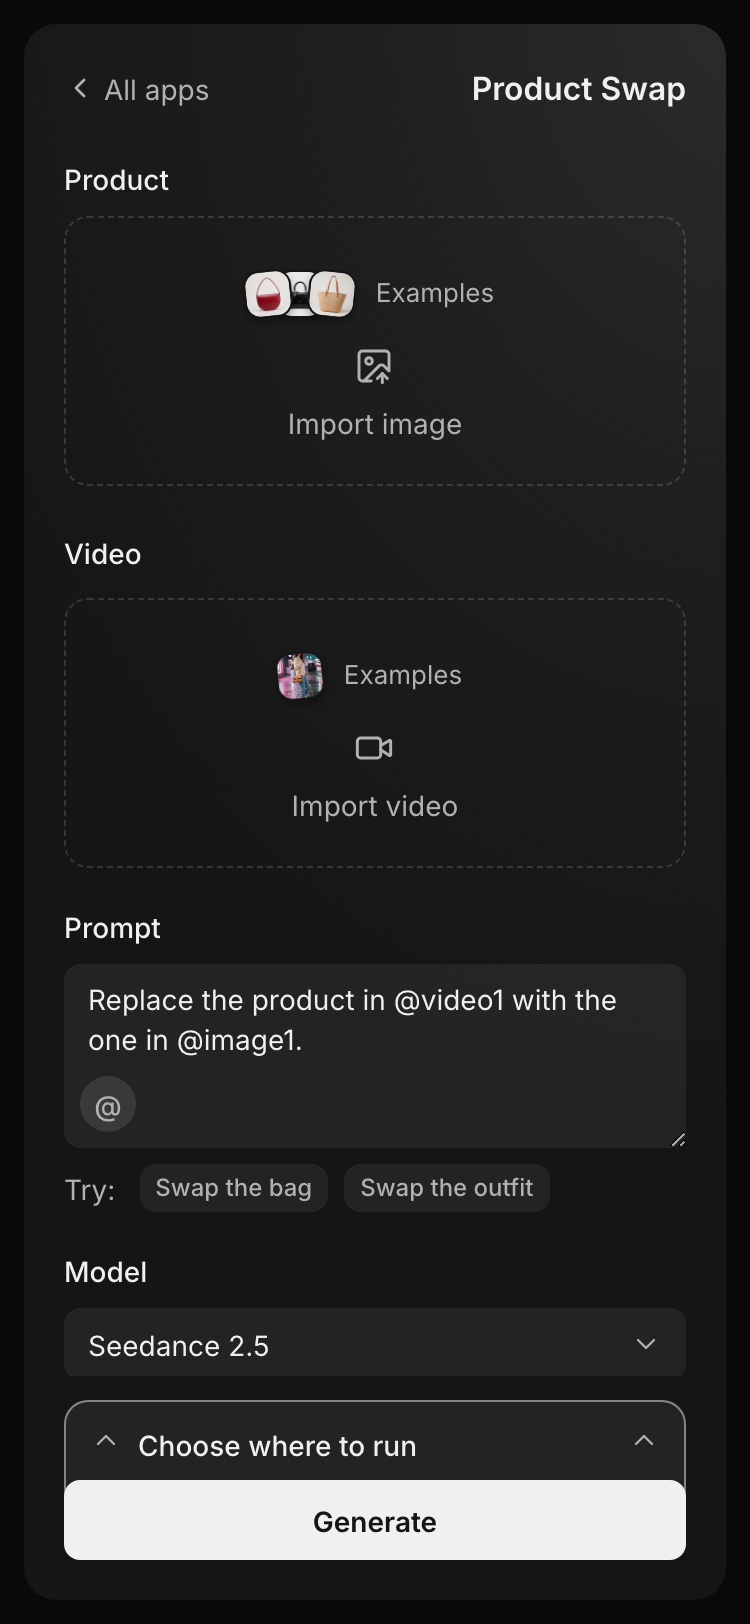 All apps
Product Swap
Product
Examples
Import image
Video
Examples
Import video
Prompt
Replace the product in @video1 with the
one in @image1.
@
Try:
Swap the bag
Swap the outfit
Model
Seedance 2.5
Choose where to run
Generate